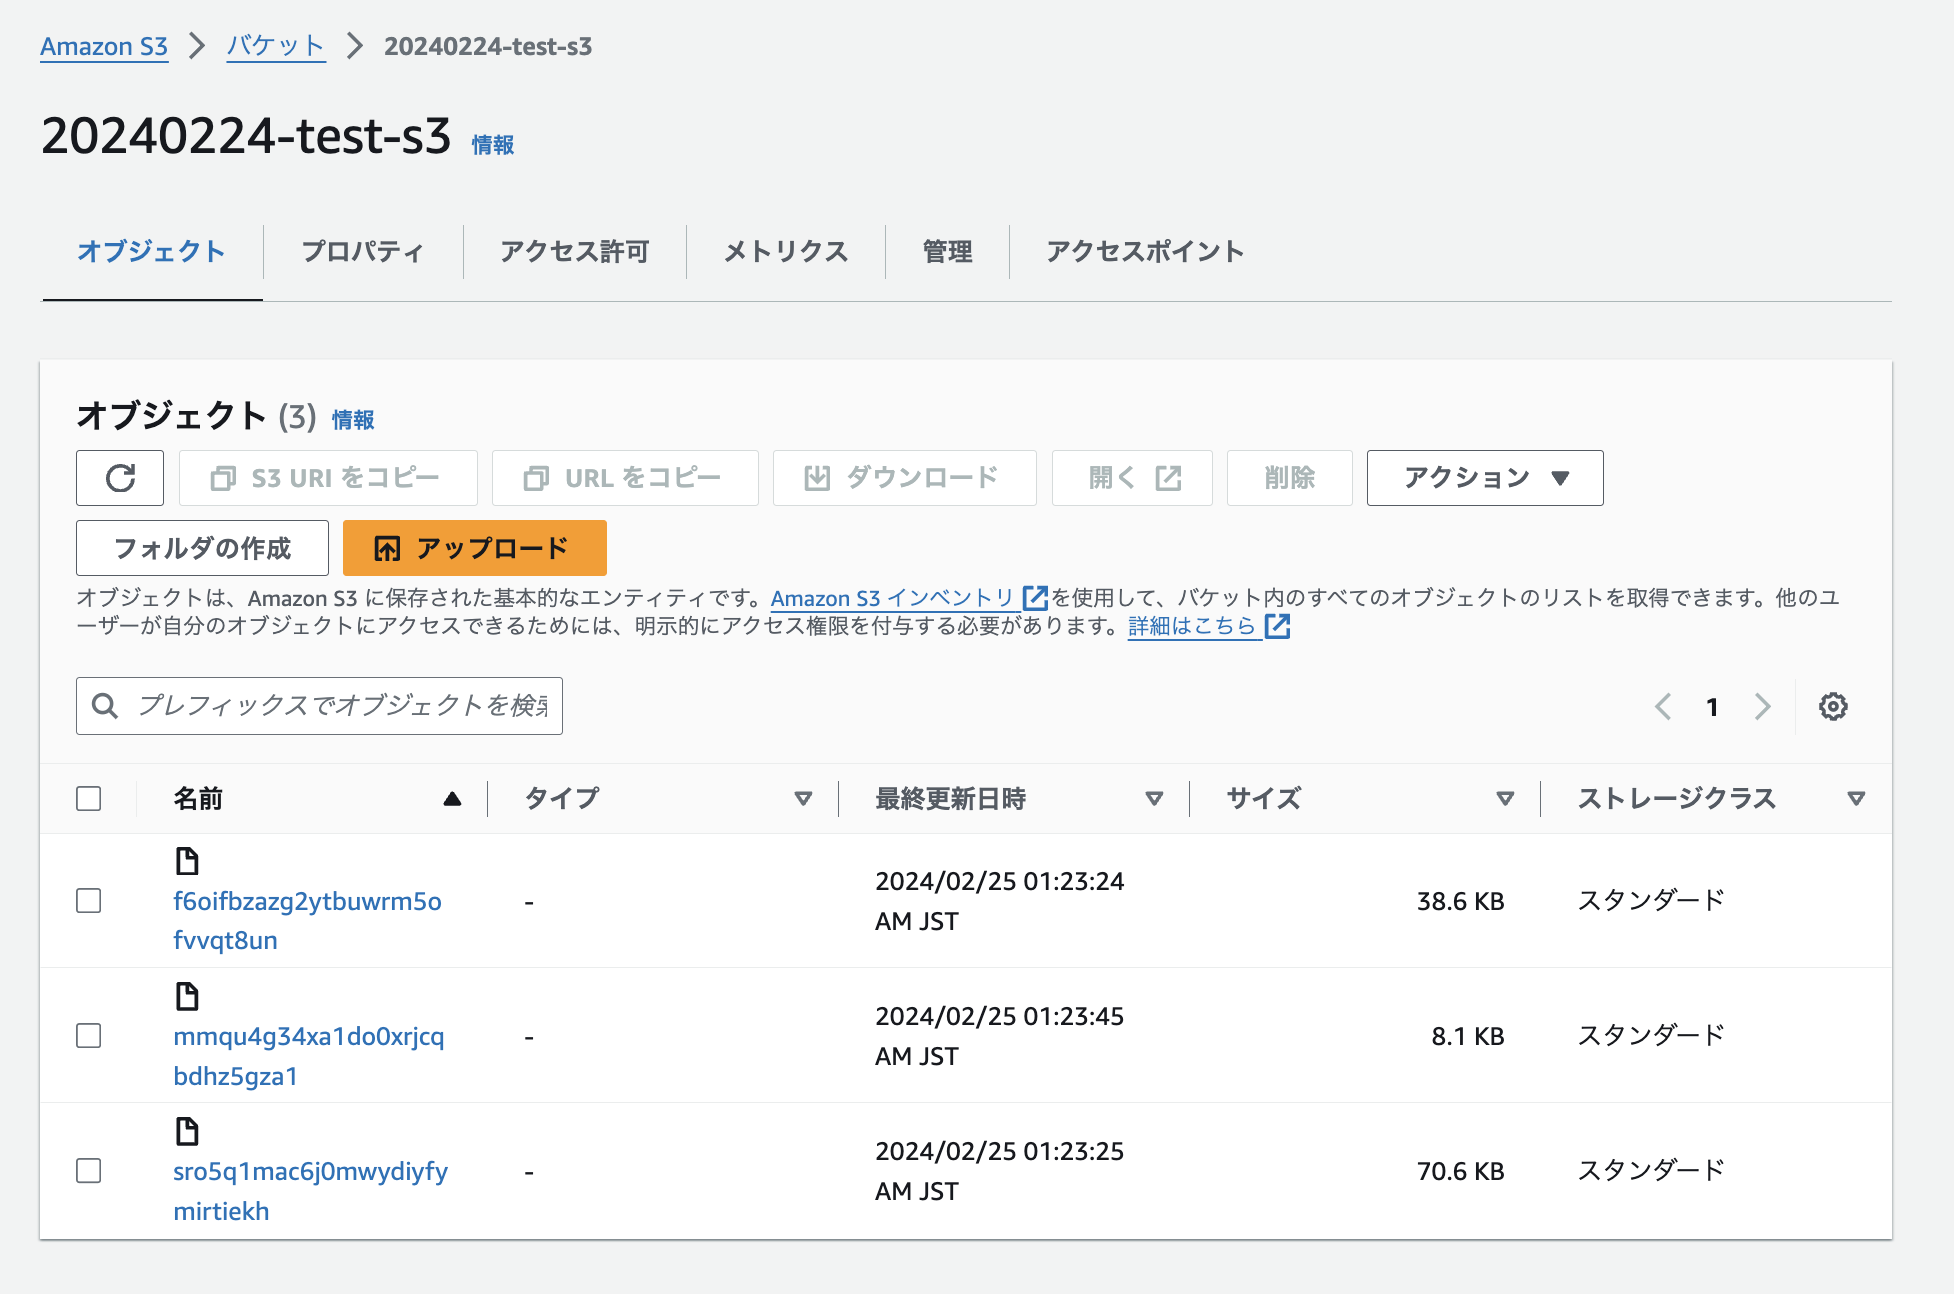 Amazon S3 > バケット > 20240224-test-s3
20240224-test-s3 情報
オブジェクト プロパティ アクセス許可 メトリクス 管理 アクセスポイント
オブジェクト (3) 情報
S3 URI をコピー URL をコピー ダウンロード 開く 削除 アクション ▼
フォルダの作成 アップロード
オブジェクトは、Amazon S3 に保存された基本的なエンティティです。Amazon S3 インベントリ を使用して、バケット内のすべてのオブジェクトのリストを取得できます。他のユ
ーザーが自分のオブジェクトにアクセスできるためには、明示的にアクセス権限を付与する必要があります。詳細はこちら
プレフィックスでオブジェクトを検索
1
名前 タイプ 最終更新日時 サイズ ストレージクラス
f6oifbzazg2ytbuwrm5o
fvvqt8un
-
2024/02/25 01:23:24
AM JST
38.6 KB
スタンダード
mmqu4g34xa1do0xrjcq
bdhz5gza1
-
2024/02/25 01:23:45
AM JST
8.1 KB
スタンダード
sro5q1mac6j0mwydiyfy
mirtiekh
-
2024/02/25 01:23:25
AM JST
70.6 KB
スタンダード